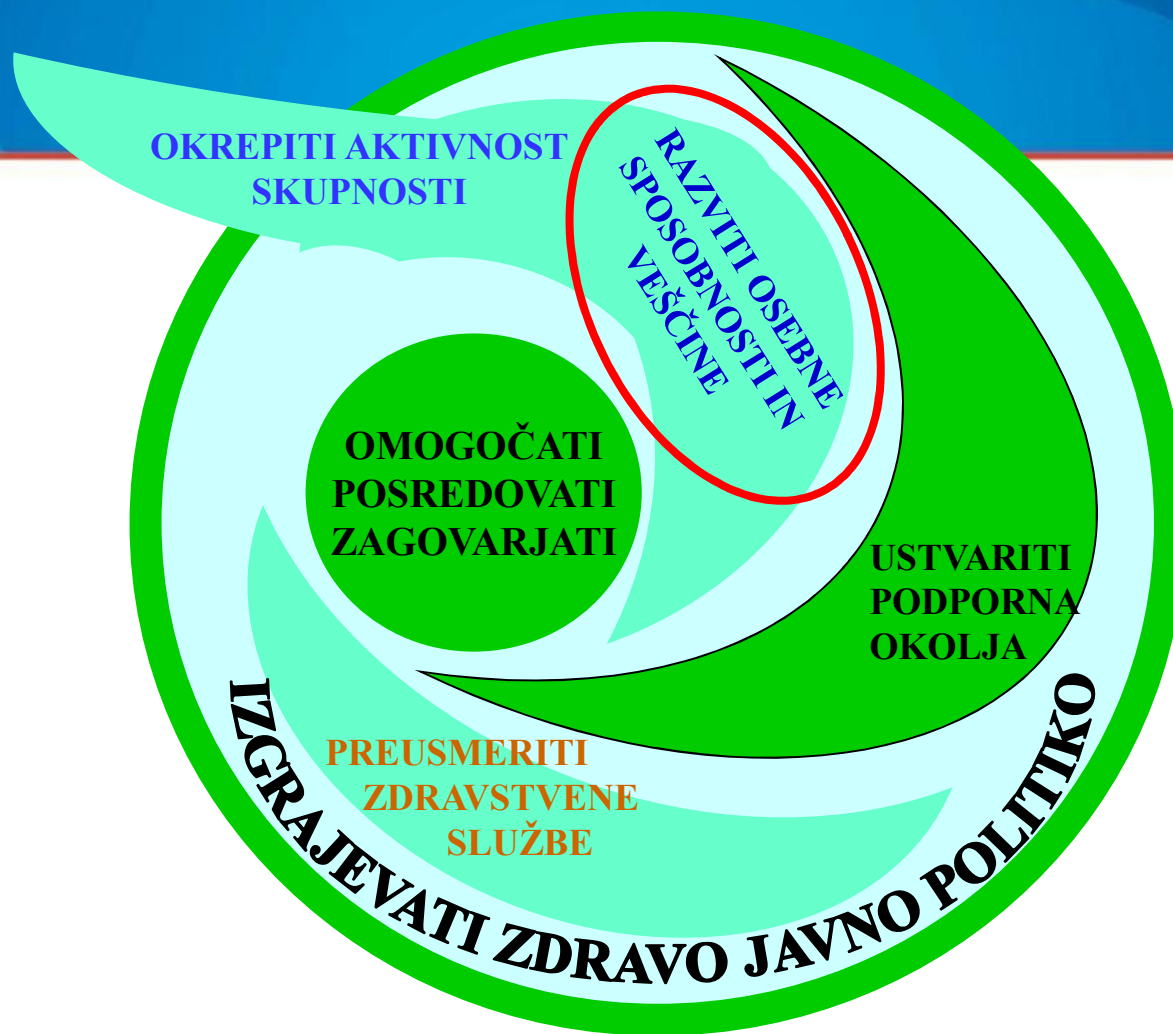 OKREPITI AKTIVNOST
SKUPNOSTI
RAZVITI OSEBNE
SPOSOBNOSTI IN
VEŠČINE
OMOGOČATI
POSREDOVATI
ZAGOVARJATI
USTVARITI
PODPORNA
OKOLJA
PREUSMERITI
ZDRAVSTVENE
SLUŽBE
IZGRAJEVATI ZDRAVO JAVNO POLITIKO